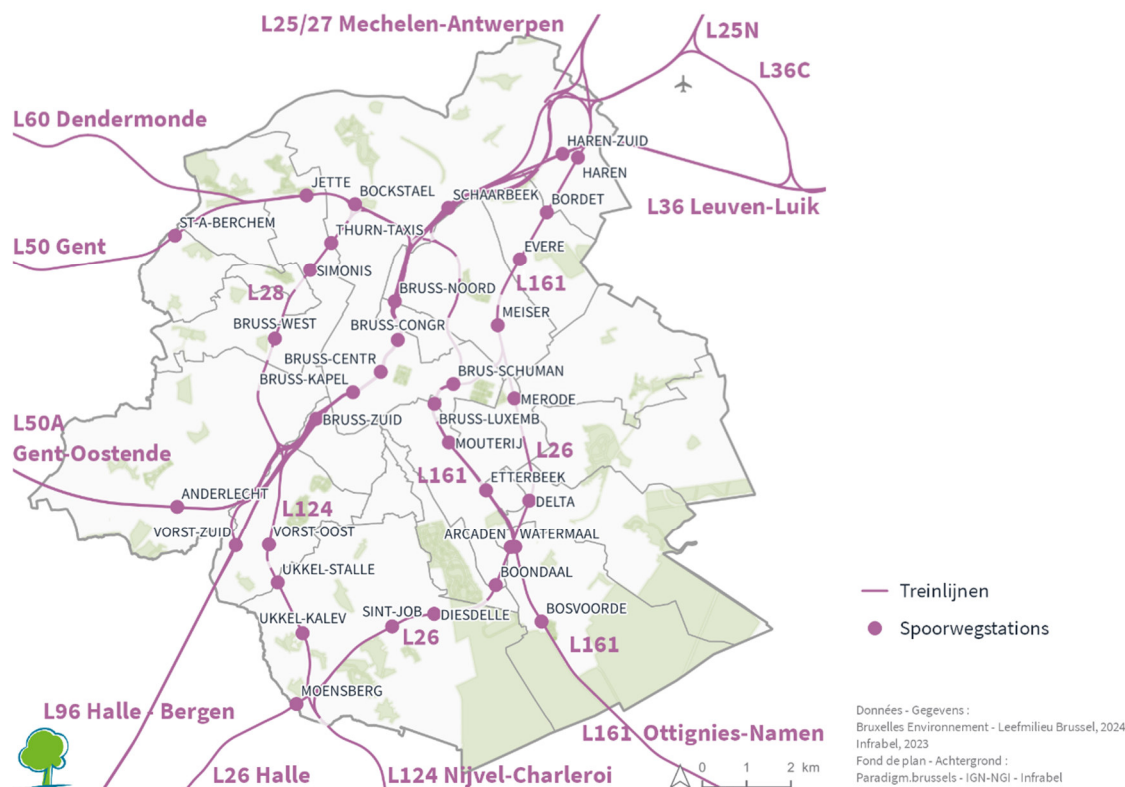 L25/27 Mechelen-Antwerpen
L25N
L36C
L60 Dendermonde
HAREN-ZUID
HAREN
JETTE
BOCKSTAEL
SCHAARBEEK
BORDET
L36 Leuven-Luik
ST-A-BERCHEM
THURN-TAXIS
L50 Gent
EVERE
SIMONIS
L161
L28
BRUSS-NOORD
MEISER
BRUSS-WEST
BRUSS-CONGR
BRUSS-CENTR
BRUSS-KAPEL
BRUS-SCHUMAN
MERODE
L50A
Gent-Oostende
BRUSS-ZUID
BRUSS-LUXEMB
MOUTERIJ
L26
L161
ETTERBEEK
ANDERLECHT
DELTA
L124
VORST-ZUID
VORST-OOST
ARCADEN
WATERMAAL
UKKEL-STALLE
BOONDAAL
Treinlijnen
UKKEL-KALEV
SINT-JOB
DIESDELLE
BOSVOORDE
L26
L161
Spoorwegstations
MOENSBERG
L96 Halle - Bergen
L161 Ottignies-Namen
L26 Halle
L124 Nijvel-Charleroi
0 1 2 km
Données - Gegevens :
Bruxelles Environnement - Leefmilieu Brussel, 2024
Infrabel, 2023
Fond de plan - Achtergrond :
Paradigm.brussels - IGN-NGI - Infrabel